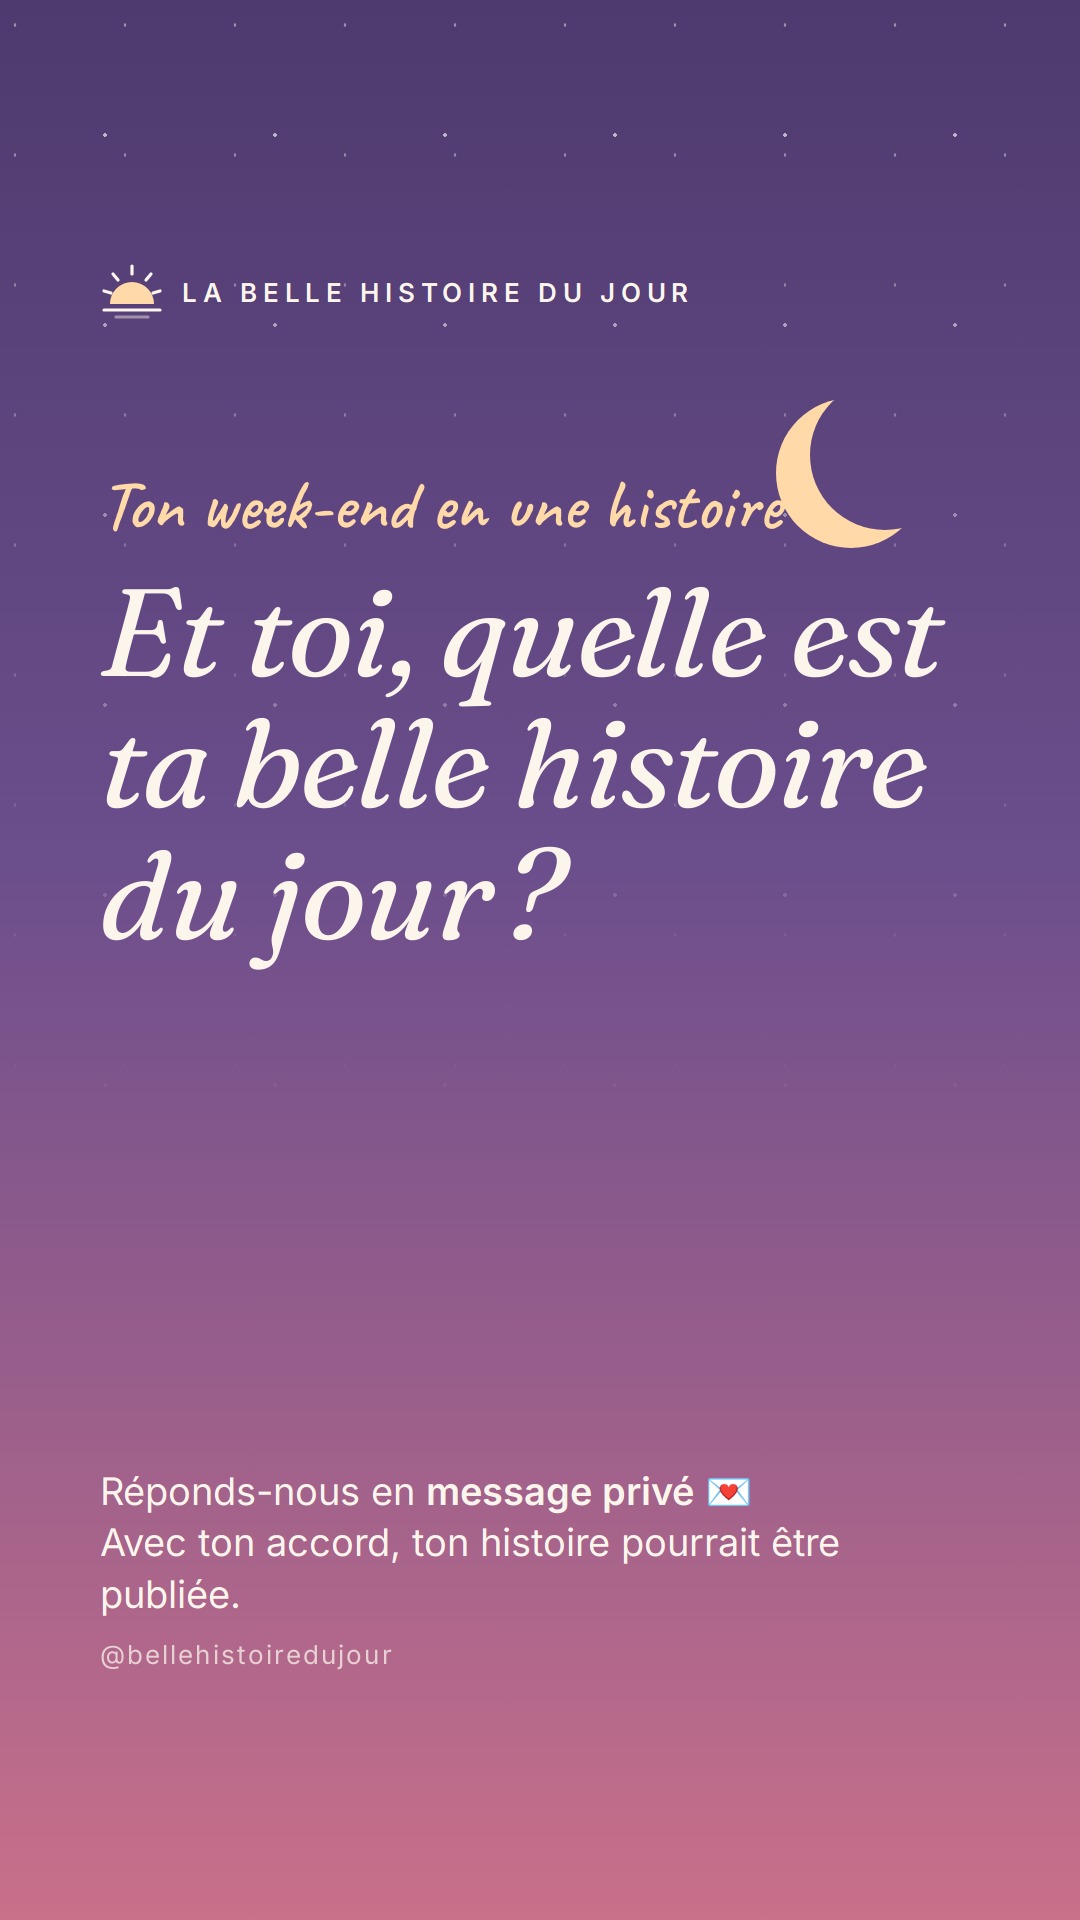 LA BELLE HISTOIRE DU JOUR
Ton week-end en une histoire
Et toi, quelle est
ta belle histoire
du jour ?
Réponds-nous en message privé 💌
Avec ton accord, ton histoire pourrait être
publiée.
@bellehistoiredujour